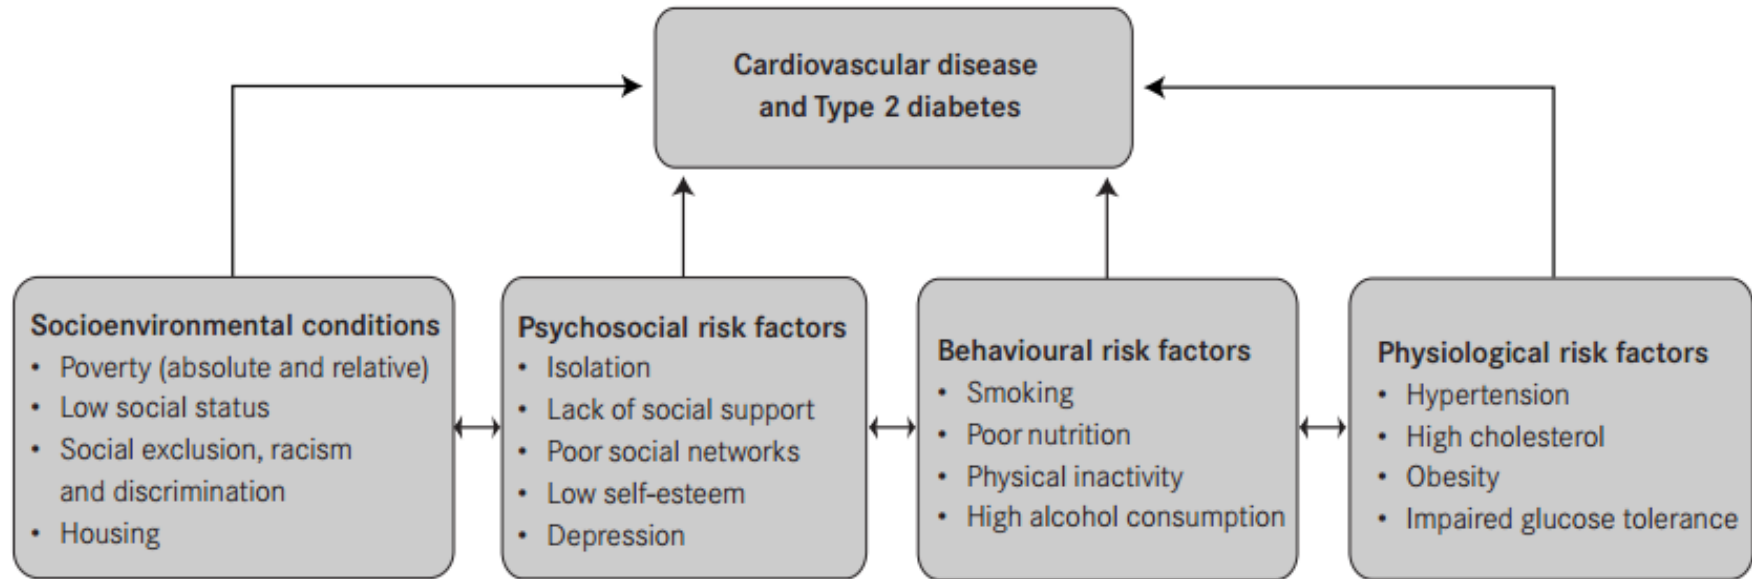 Cardiovascular disease
and Type 2 diabetes
Socioenvironmental conditions
• Poverty (absolute and relative)
• Low social status
• Social exclusion, racism
and discrimination
• Housing
Psychosocial risk factors
• Isolation
• Lack of social support
• Poor social networks
• Low self-esteem
• Depression
Behavioural risk factors
• Smoking
• Poor nutrition
• Physical inactivity
• High alcohol consumption
Physiological risk factors
• Hypertension
• High cholesterol
• Obesity
• Impaired glucose tolerance